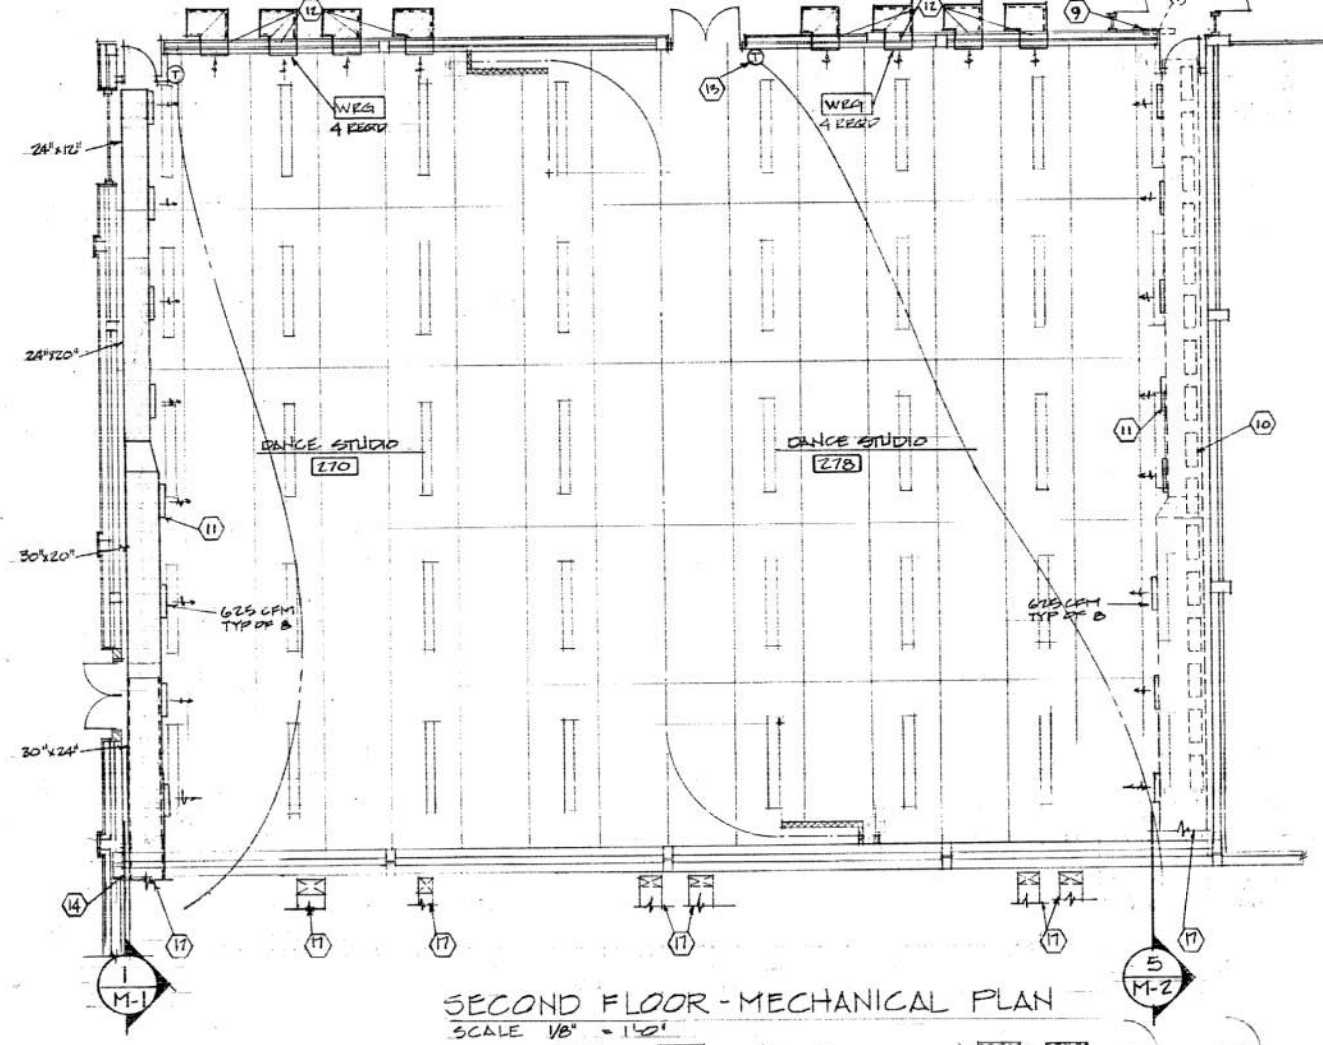 12
12
9
13
WRG
4 REQ'D
WRG
4 REQ'D
T
T
24"x12"
24"x20"
DANCE STUDIO
270
DANCE STUDIO
278
11
10
11
30"x20"
625 CFM
TYP OF 8
625 CFM
TYP OF 8
30"x24"
14
17
17
17
17
17
17
1
M-1
5
M-2
SECOND FLOOR - MECHANICAL PLAN
SCALE 1/8" = 1'-0"